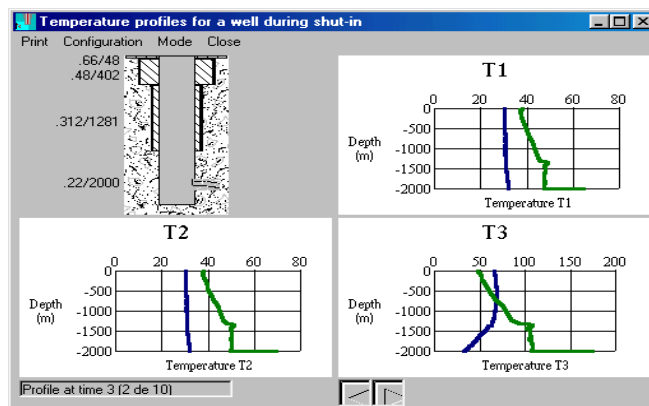 Temperature profiles for a well during shut-in
Print Configuration Mode Close
.66/48
.48/402
.312/1281
.22/2000
T1
0 20 40 60 80
0
-500
-1000
-1500
-2000
Depth
(m)
Temperature T1
T2
0 20 40 60 80
0
-500
-1000
-1500
-2000
Depth
(m)
Temperature T2
T3
0 50 100 150 200
0
-500
-1000
-1500
-2000
Depth
(m)
Temperature T3
Profile at time 3 (2 de 10)